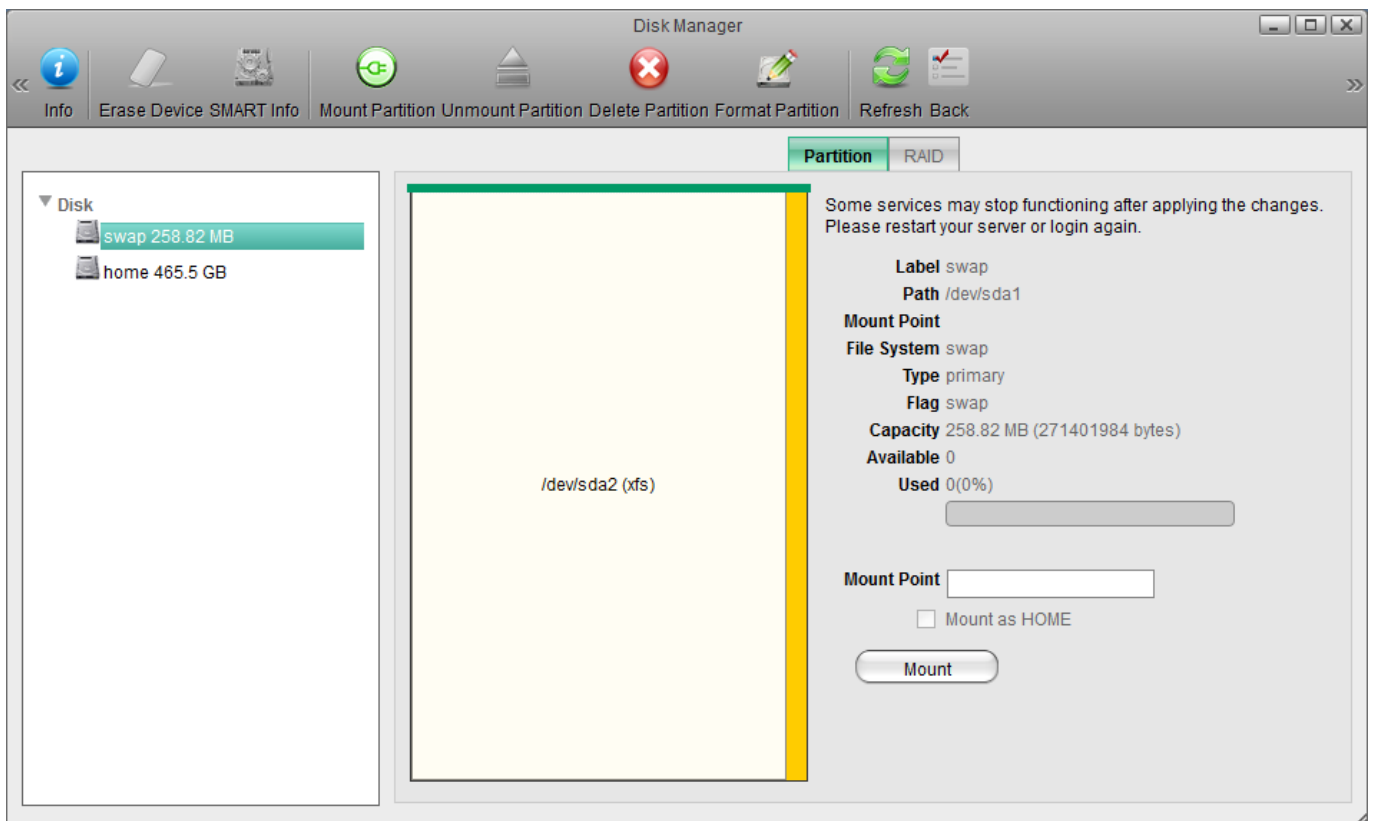 Disk Manager
Info
Erase Device
SMART Info
Mount Partition
Unmount Partition
Delete Partition
Format Partition
Refresh
Back
Partition
RAID
Disk
swap 258.82 MB
home 465.5 GB
/dev/sda2 (xfs)
Some services may stop functioning after applying the changes.
Please restart your server or login again.
Label swap
Path /dev/sda1
Mount Point
File System swap
Type primary
Flag swap
Capacity 258.82 MB (271401984 bytes)
Available 0
Used 0(0%)
Mount Point
Mount as HOME
Mount